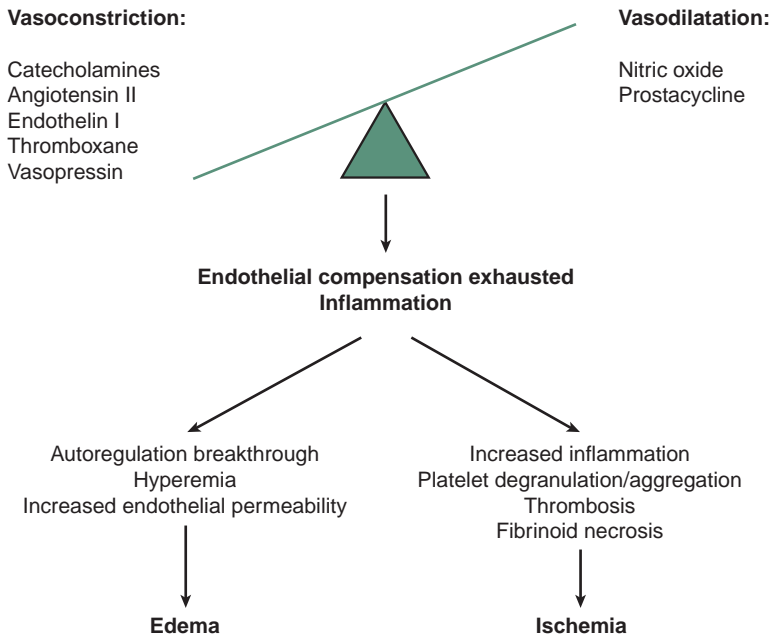 Vasoconstriction:
Catecholamines
Angiotensin II
Endothelin I
Thromboxane
Vasopressin
Vasodilatation:
Nitric oxide
Prostacycline
Endothelial compensation exhausted
Inflammation
Autoregulation breakthrough
Hyperemia
Increased endothelial permeability
Edema
Increased inflammation
Platelet degranulation/aggregation
Thrombosis
Fibrinoid necrosis
Ischemia